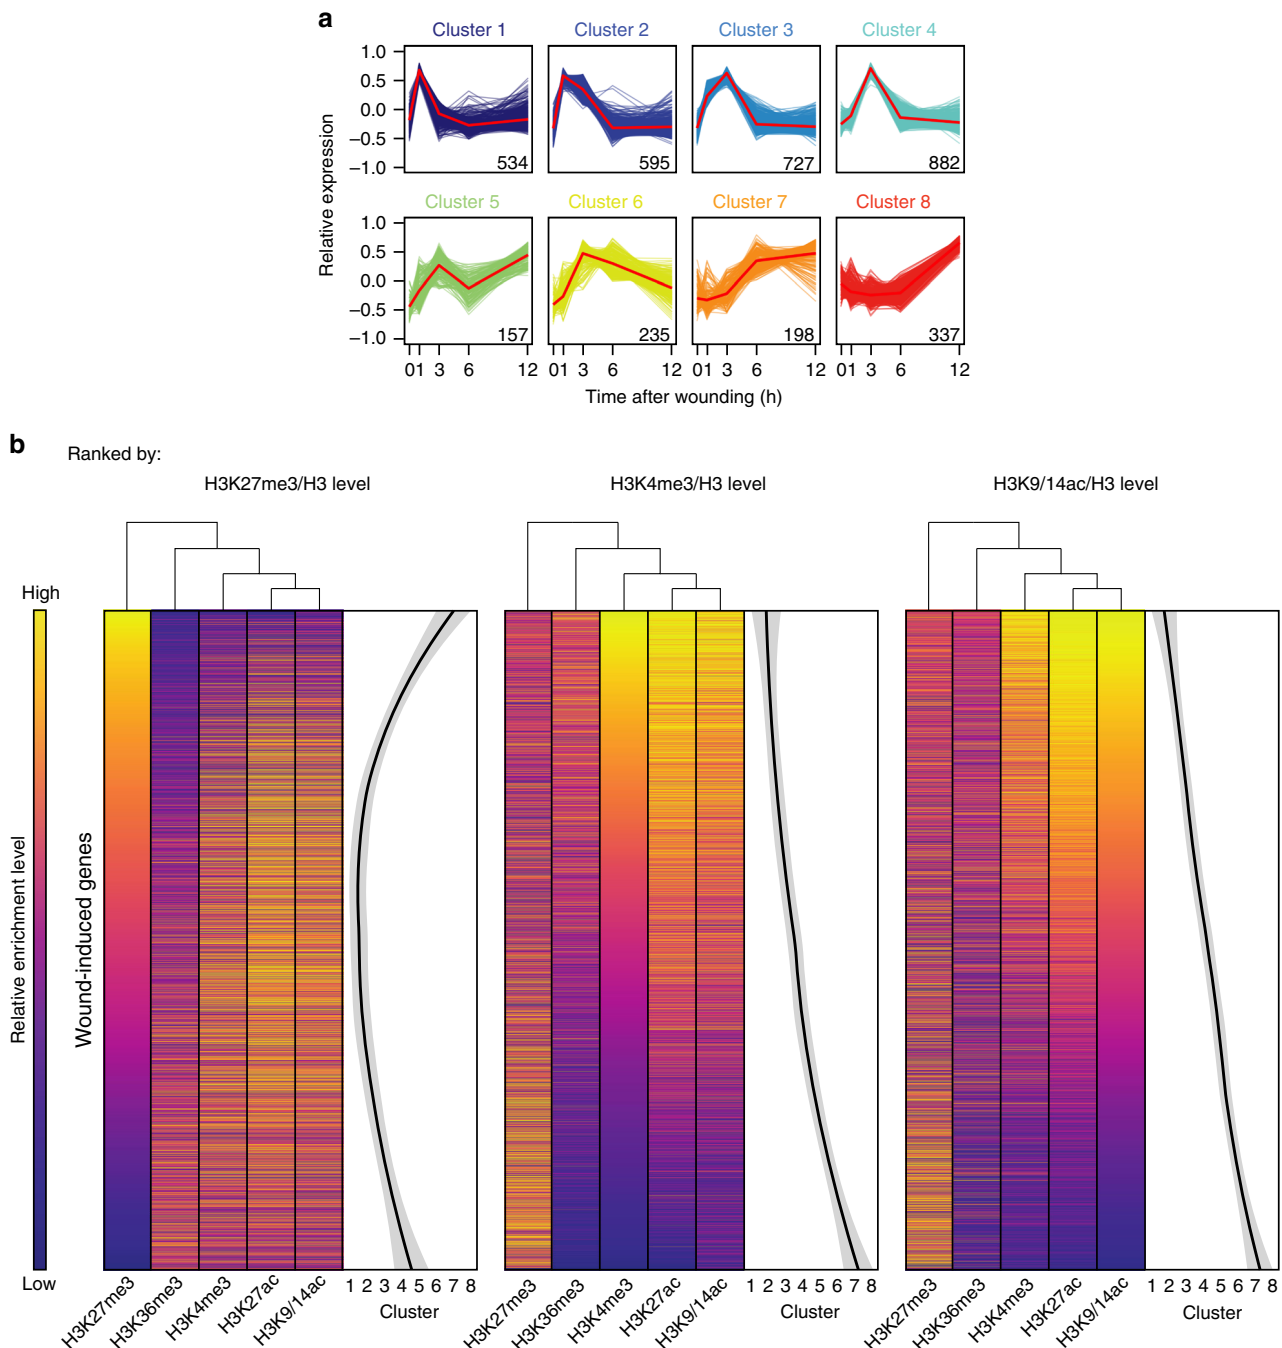 a
Cluster 1 Cluster 2 Cluster 3 Cluster 4
1.0
0.5
0.0
−0.5
−1.0
534 595 727 882
Relative expression
Cluster 5 Cluster 6 Cluster 7 Cluster 8
1.0
0.5
0.0
−0.5
−1.0
157 235 198 337
01 3 6 12 01 3 6 12 01 3 6 12 01 3 6 12
Time after wounding (h)
b
Ranked by:
H3K27me3/H3 level H3K4me3/H3 level H3K9/14ac/H3 level
High
Relative enrichment level
Low
Wound-induced genes
H3K27me3 H3K36me3 H3K4me3 H3K27ac H3K9/14ac
1 2 3 4 5 6 7 8
Cluster
H3K27me3 H3K36me3 H3K4me3 H3K27ac H3K9/14ac
1 2 3 4 5 6 7 8
Cluster
H3K27me3 H3K36me3 H3K4me3 H3K27ac H3K9/14ac
1 2 3 4 5 6 7 8
Cluster